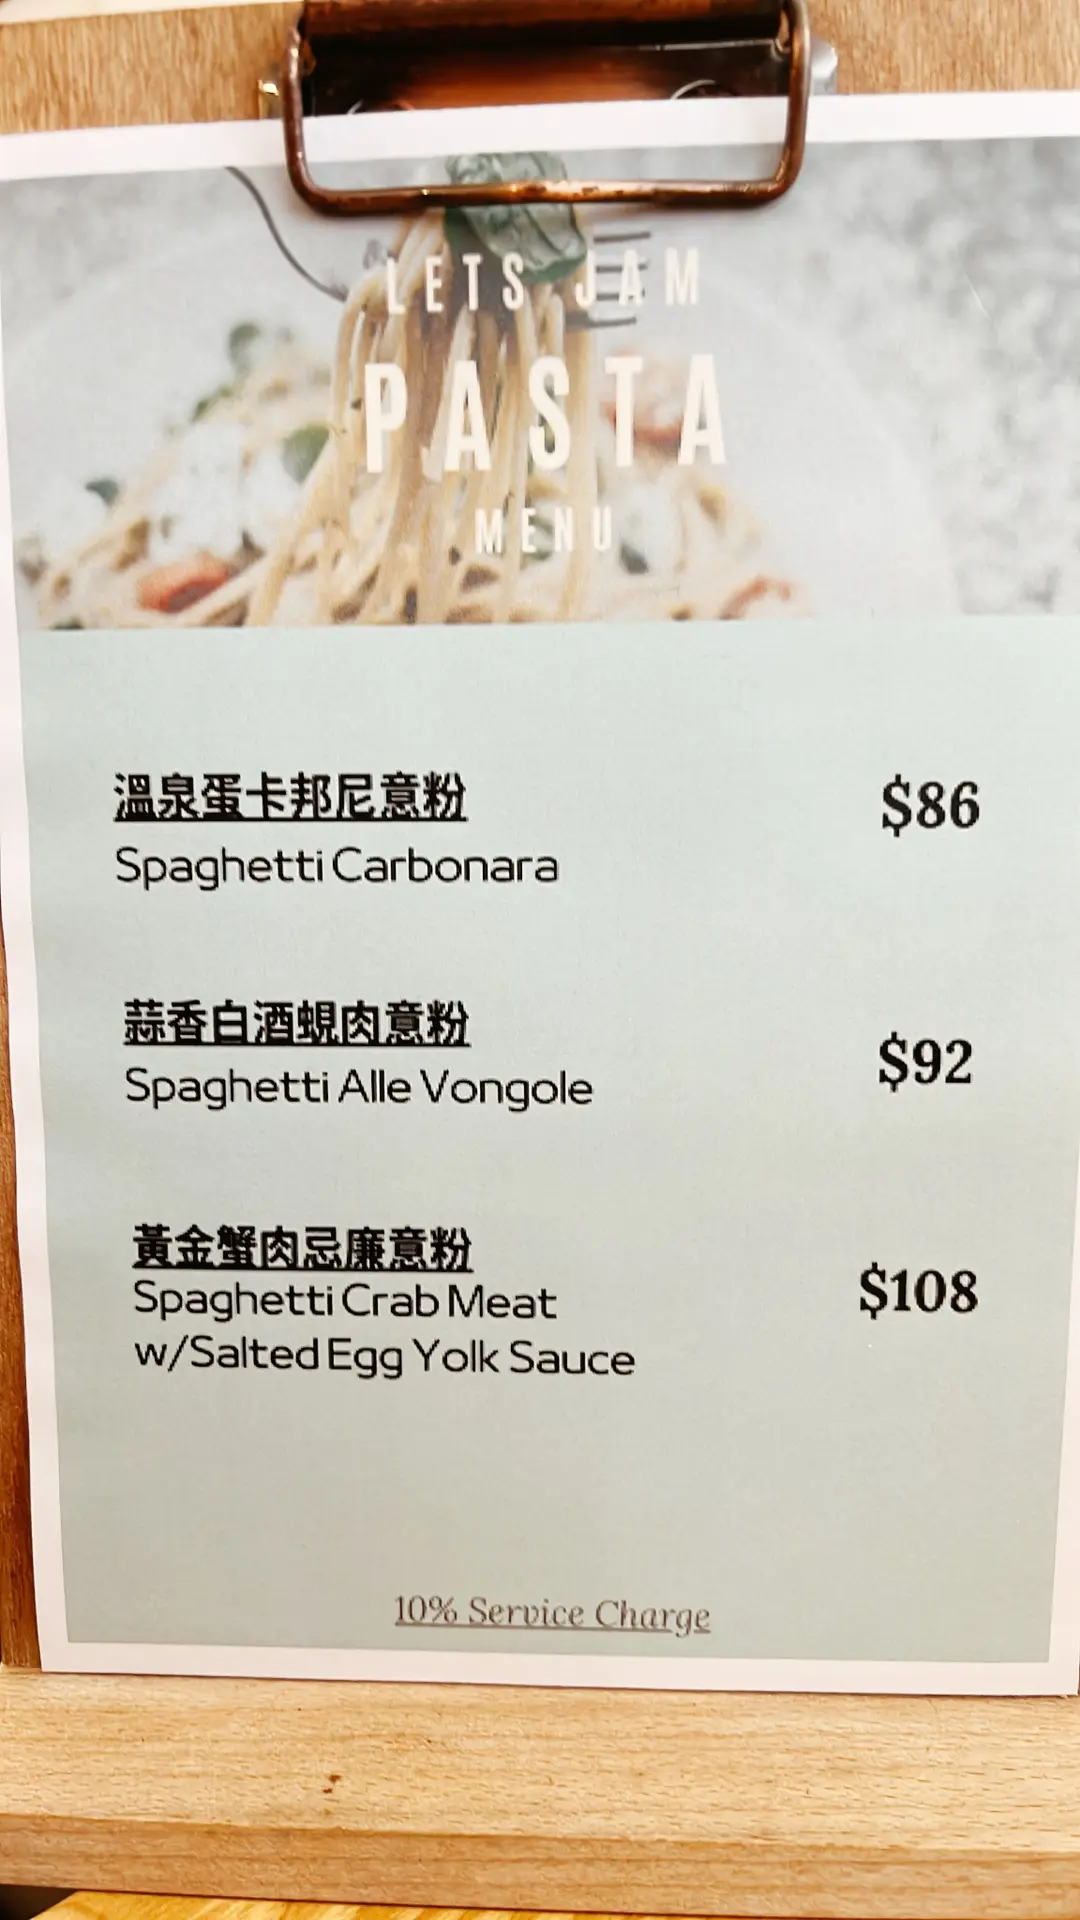 LETS JAM
PASTA
MENU
溫泉蛋卡邦尼意粉
$86
Spaghetti Carbonara
蒜香白酒蜆肉意粉
$92
Spaghetti Alle Vongole
黃金蟹肉忌廉意粉
$108
Spaghetti Crab Meat
w/Salted Egg Yolk Sauce
10% Service Charge